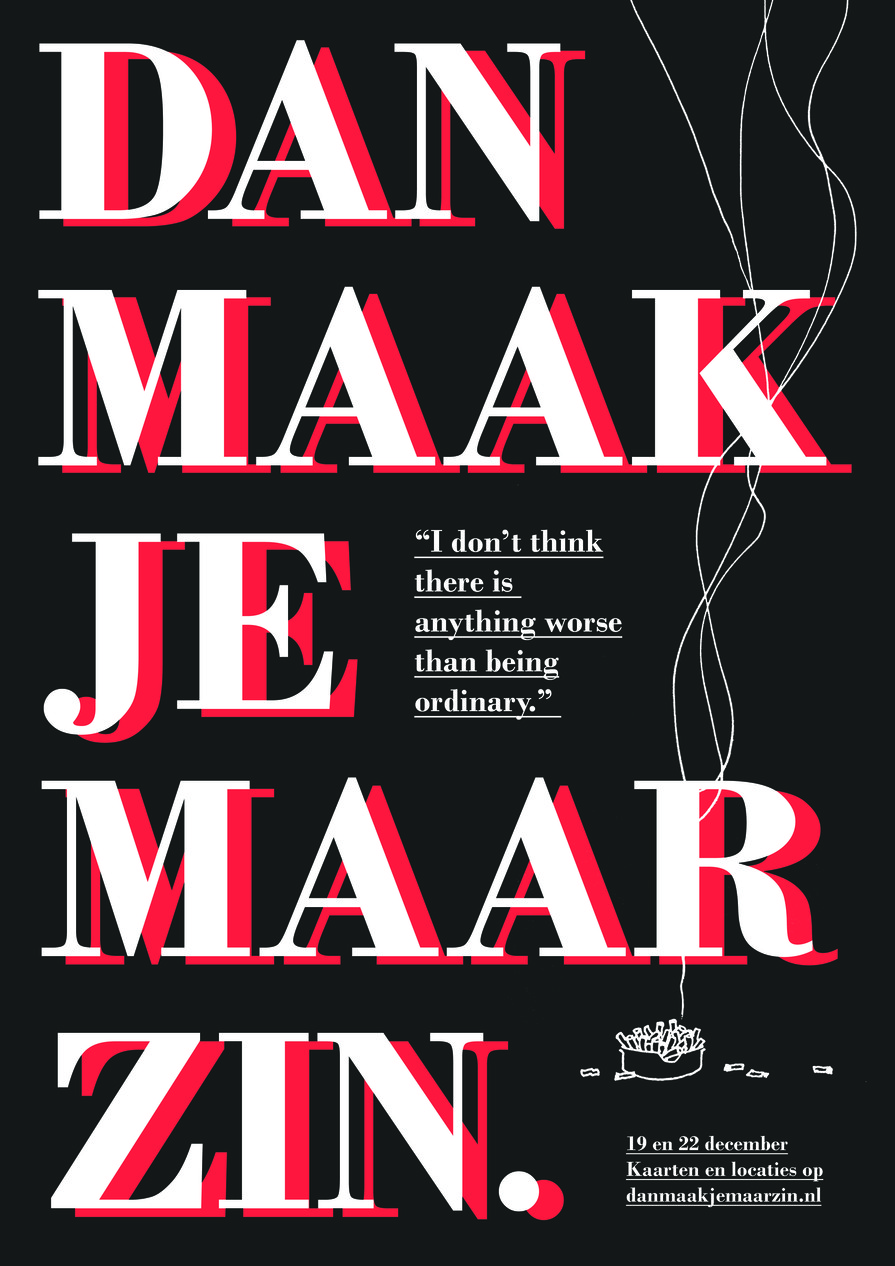 DAN
MAAK
JE
“I don’t think
there is
anything worse
than being
ordinary.”
MAAR
ZIN.
19 en 22 december
Kaarten en locaties op
danmaakjemaarzin.nl